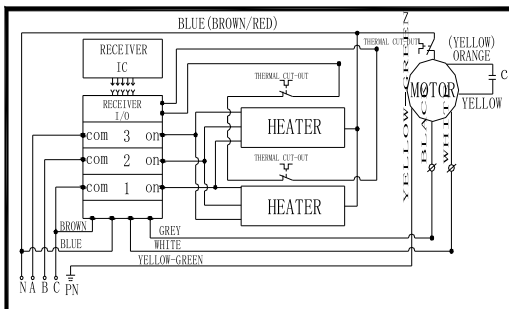 BLUE(BROWN/RED)
RECEIVER
IC
RECEIVER
I/O
com 3 on
com 2 on
com 1 on
THERMAL CUT-OUT
HEATER
THERMAL CUT-OUT
HEATER
THERMAL CUT-OUT
(YELLOW)
ORANGE
MOTOR
C
YELLOW
YELLOW-GREEN
BLACK
WHITE
BROWN
BLUE
GREY
WHITE
YELLOW-GREEN
N A B C PN